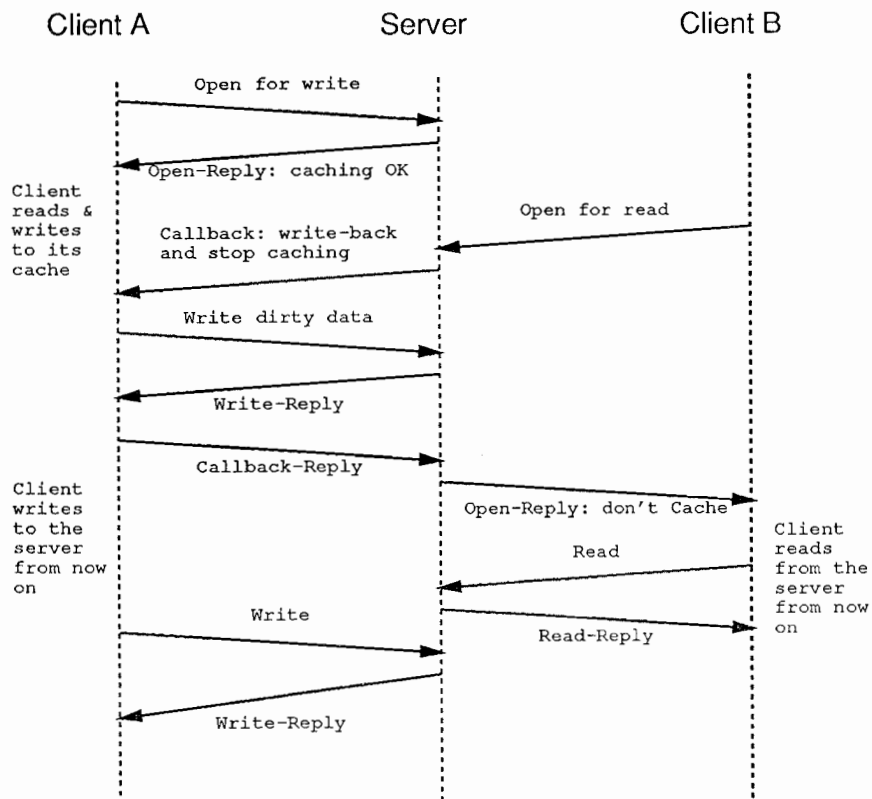 Client A
Server
Client B
Open for write
Open-Reply: caching OK
Client
reads &
writes
to its
cache
Open for read
Callback: write-back
and stop caching
Write dirty data
Write-Reply
Callback-Reply
Client
writes
to the
server
from now
on
Open-Reply: don't Cache
Client
reads
from the
server
from now
on
Read
Write
Read-Reply
Write-Reply